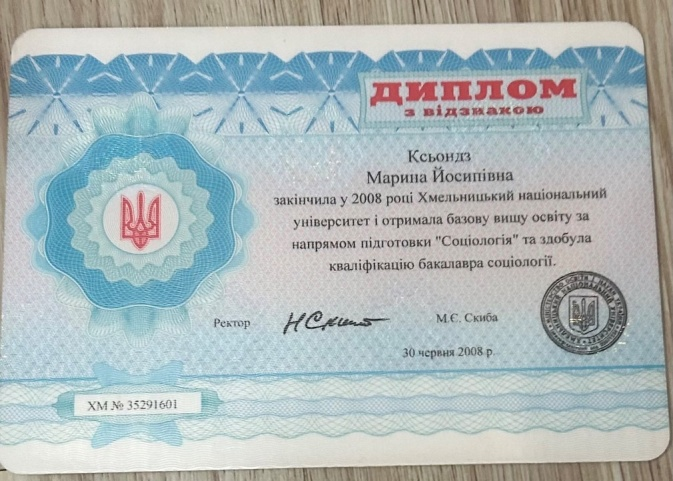 ДИПЛОМ
з відзнакою
Ксьондз
Марина Йосипівна
закінчила у 2008 році Хмельницький національний
університет і отримала базову вищу освіту за
напрямом підготовки "Соціологія" та здобула
кваліфікацію бакалавра соціології.
Ректор М.Є. Скиба
30 червня 2008 р.
ХМ № 35291601